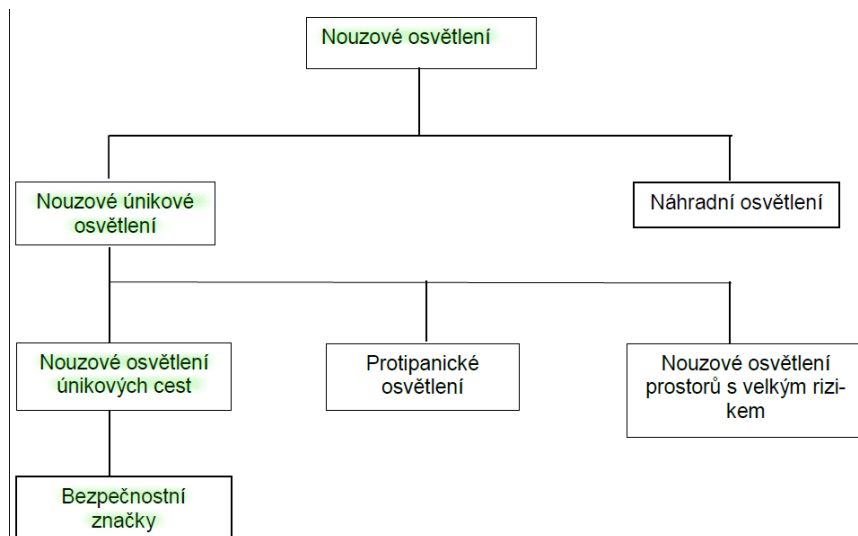 Nouzové osvětlení
Nouzové únikové
osvětlení
Náhradní osvětlení
Nouzové osvětlení
únikových cest
Protipanické
osvětlení
Nouzové osvětlení
prostorů s velkým rizi-
kem
Bezpečnostní
značky